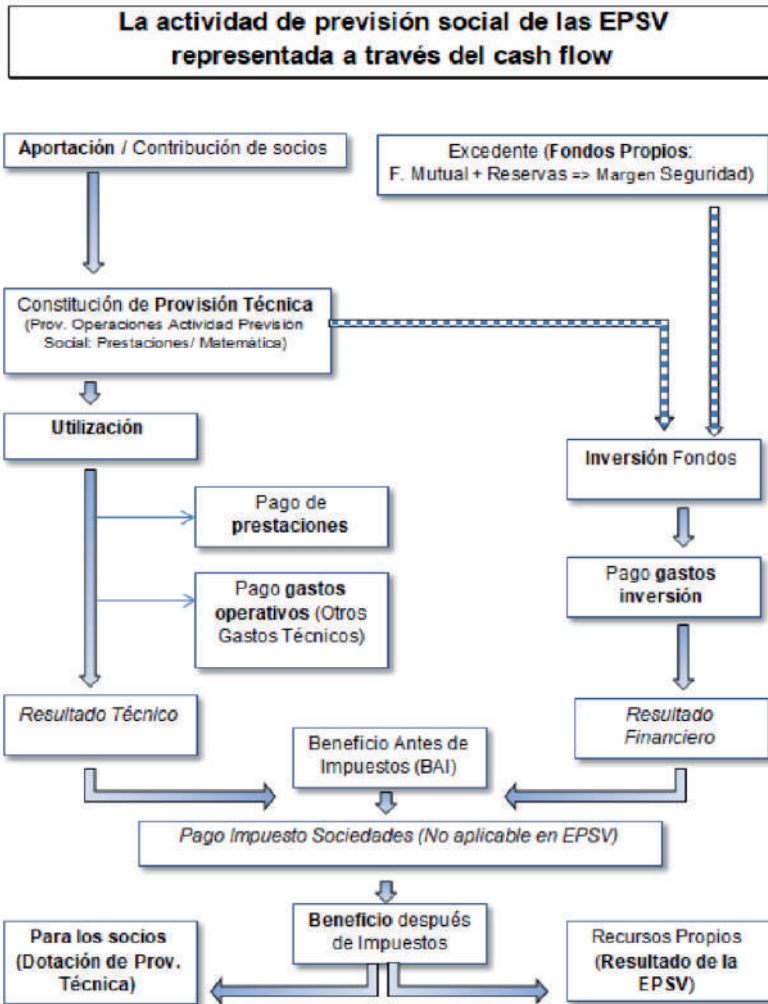 La actividad de previsión social de las EPSV
representada a través del cash flow
Aportación / Contribución de socios
Excedente (Fondos Propios:
F. Mutual + Reservas => Margen Seguridad)
Constitución de Provisión Técnica
(Prov. Operaciones Actividad Previsión
Social: Prestaciones/ Matemática)
Utilización
Inversión Fondos
Pago de
prestaciones
Pago gastos
operativos (Otros
Gastos Técnicos)
Pago gastos
inversión
Resultado Técnico
Resultado
Financiero
Beneficio Antes de
Impuestos (BAI)
Pago Impuesto Sociedades (No aplicable en EPSV)
Beneficio después
de Impuestos
Para los socios
(Dotación de Prov.
Técnica)
Recursos Propios
(Resultado de la
EPSV)